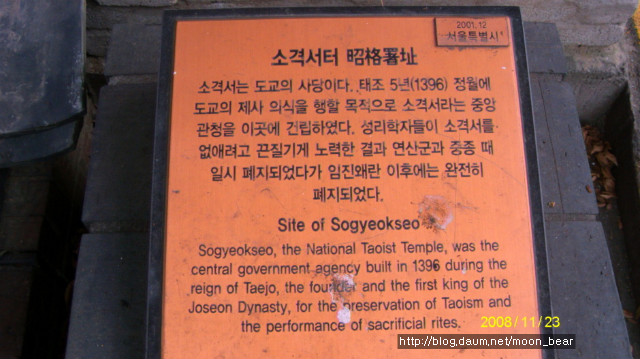 2001. 12
서울특별시
소격서터 昭格署址
소격서는 도교의 사당이다. 태조 5년(1396) 정월에
도교의 제사 의식을 행할 목적으로 소격서라는 중앙
관청을 이곳에 건립하였다. 성리학자들이 소격서를
없애려고 끈질기게 노력한 결과 연산군과 중종 때
일시 폐지되었다가 임진왜란 이후에는 완전히
폐지되었다.
Site of Sogyeokseo
Sogyeokseo, the National Taoist Temple, was the
central government agency built in 1396 during the
reign of Taejo, the founder and the first king of the
Joseon Dynasty, for the preservation of Taoism and
the performance of sacrificial rites.
2008/11/23
http://blog.daum.net/moon_bear